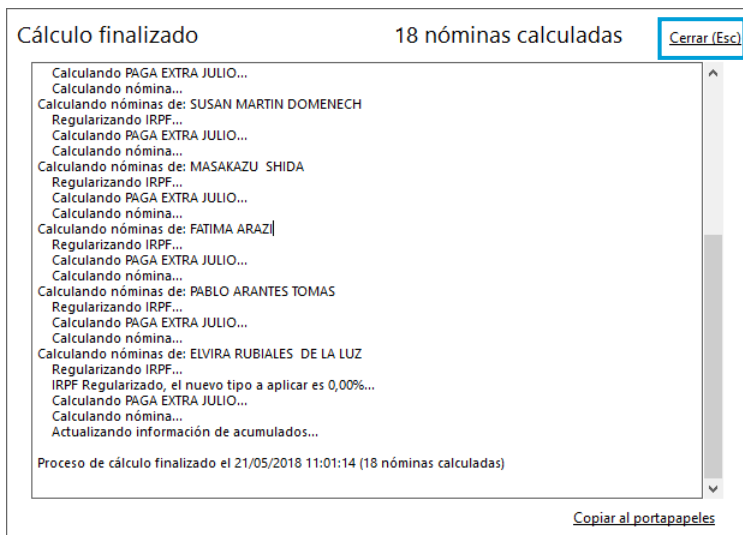 Cálculo finalizado 18 nóminas calculadas Cerrar (Esc)
Calculando PAGA EXTRA JULIO...
Calculando nómina...
Calculando nóminas de: SUSAN MARTIN DOMENECH
Regularizando IRPF...
Calculando PAGA EXTRA JULIO...
Calculando nómina...
Calculando nóminas de: MASAKAZU  SHIDA
Regularizando IRPF...
Calculando PAGA EXTRA JULIO...
Calculando nómina...
Calculando nóminas de: FATIMA ARAZI
Regularizando IRPF...
Calculando PAGA EXTRA JULIO...
Calculando nómina...
Calculando nóminas de: PABLO ARANTES TOMAS
Regularizando IRPF...
Calculando PAGA EXTRA JULIO...
Calculando nómina...
Calculando nóminas de: ELVIRA RUBIALES  DE LA LUZ
Regularizando IRPF...
IRPF Regularizado, el nuevo tipo a aplicar es 0,00%...
Calculando PAGA EXTRA JULIO...
Calculando nómina...
Actualizando información de acumulados...
Proceso de cálculo finalizado el 21/05/2018 11:01:14 (18 nóminas calculadas)
Copiar al portapapeles